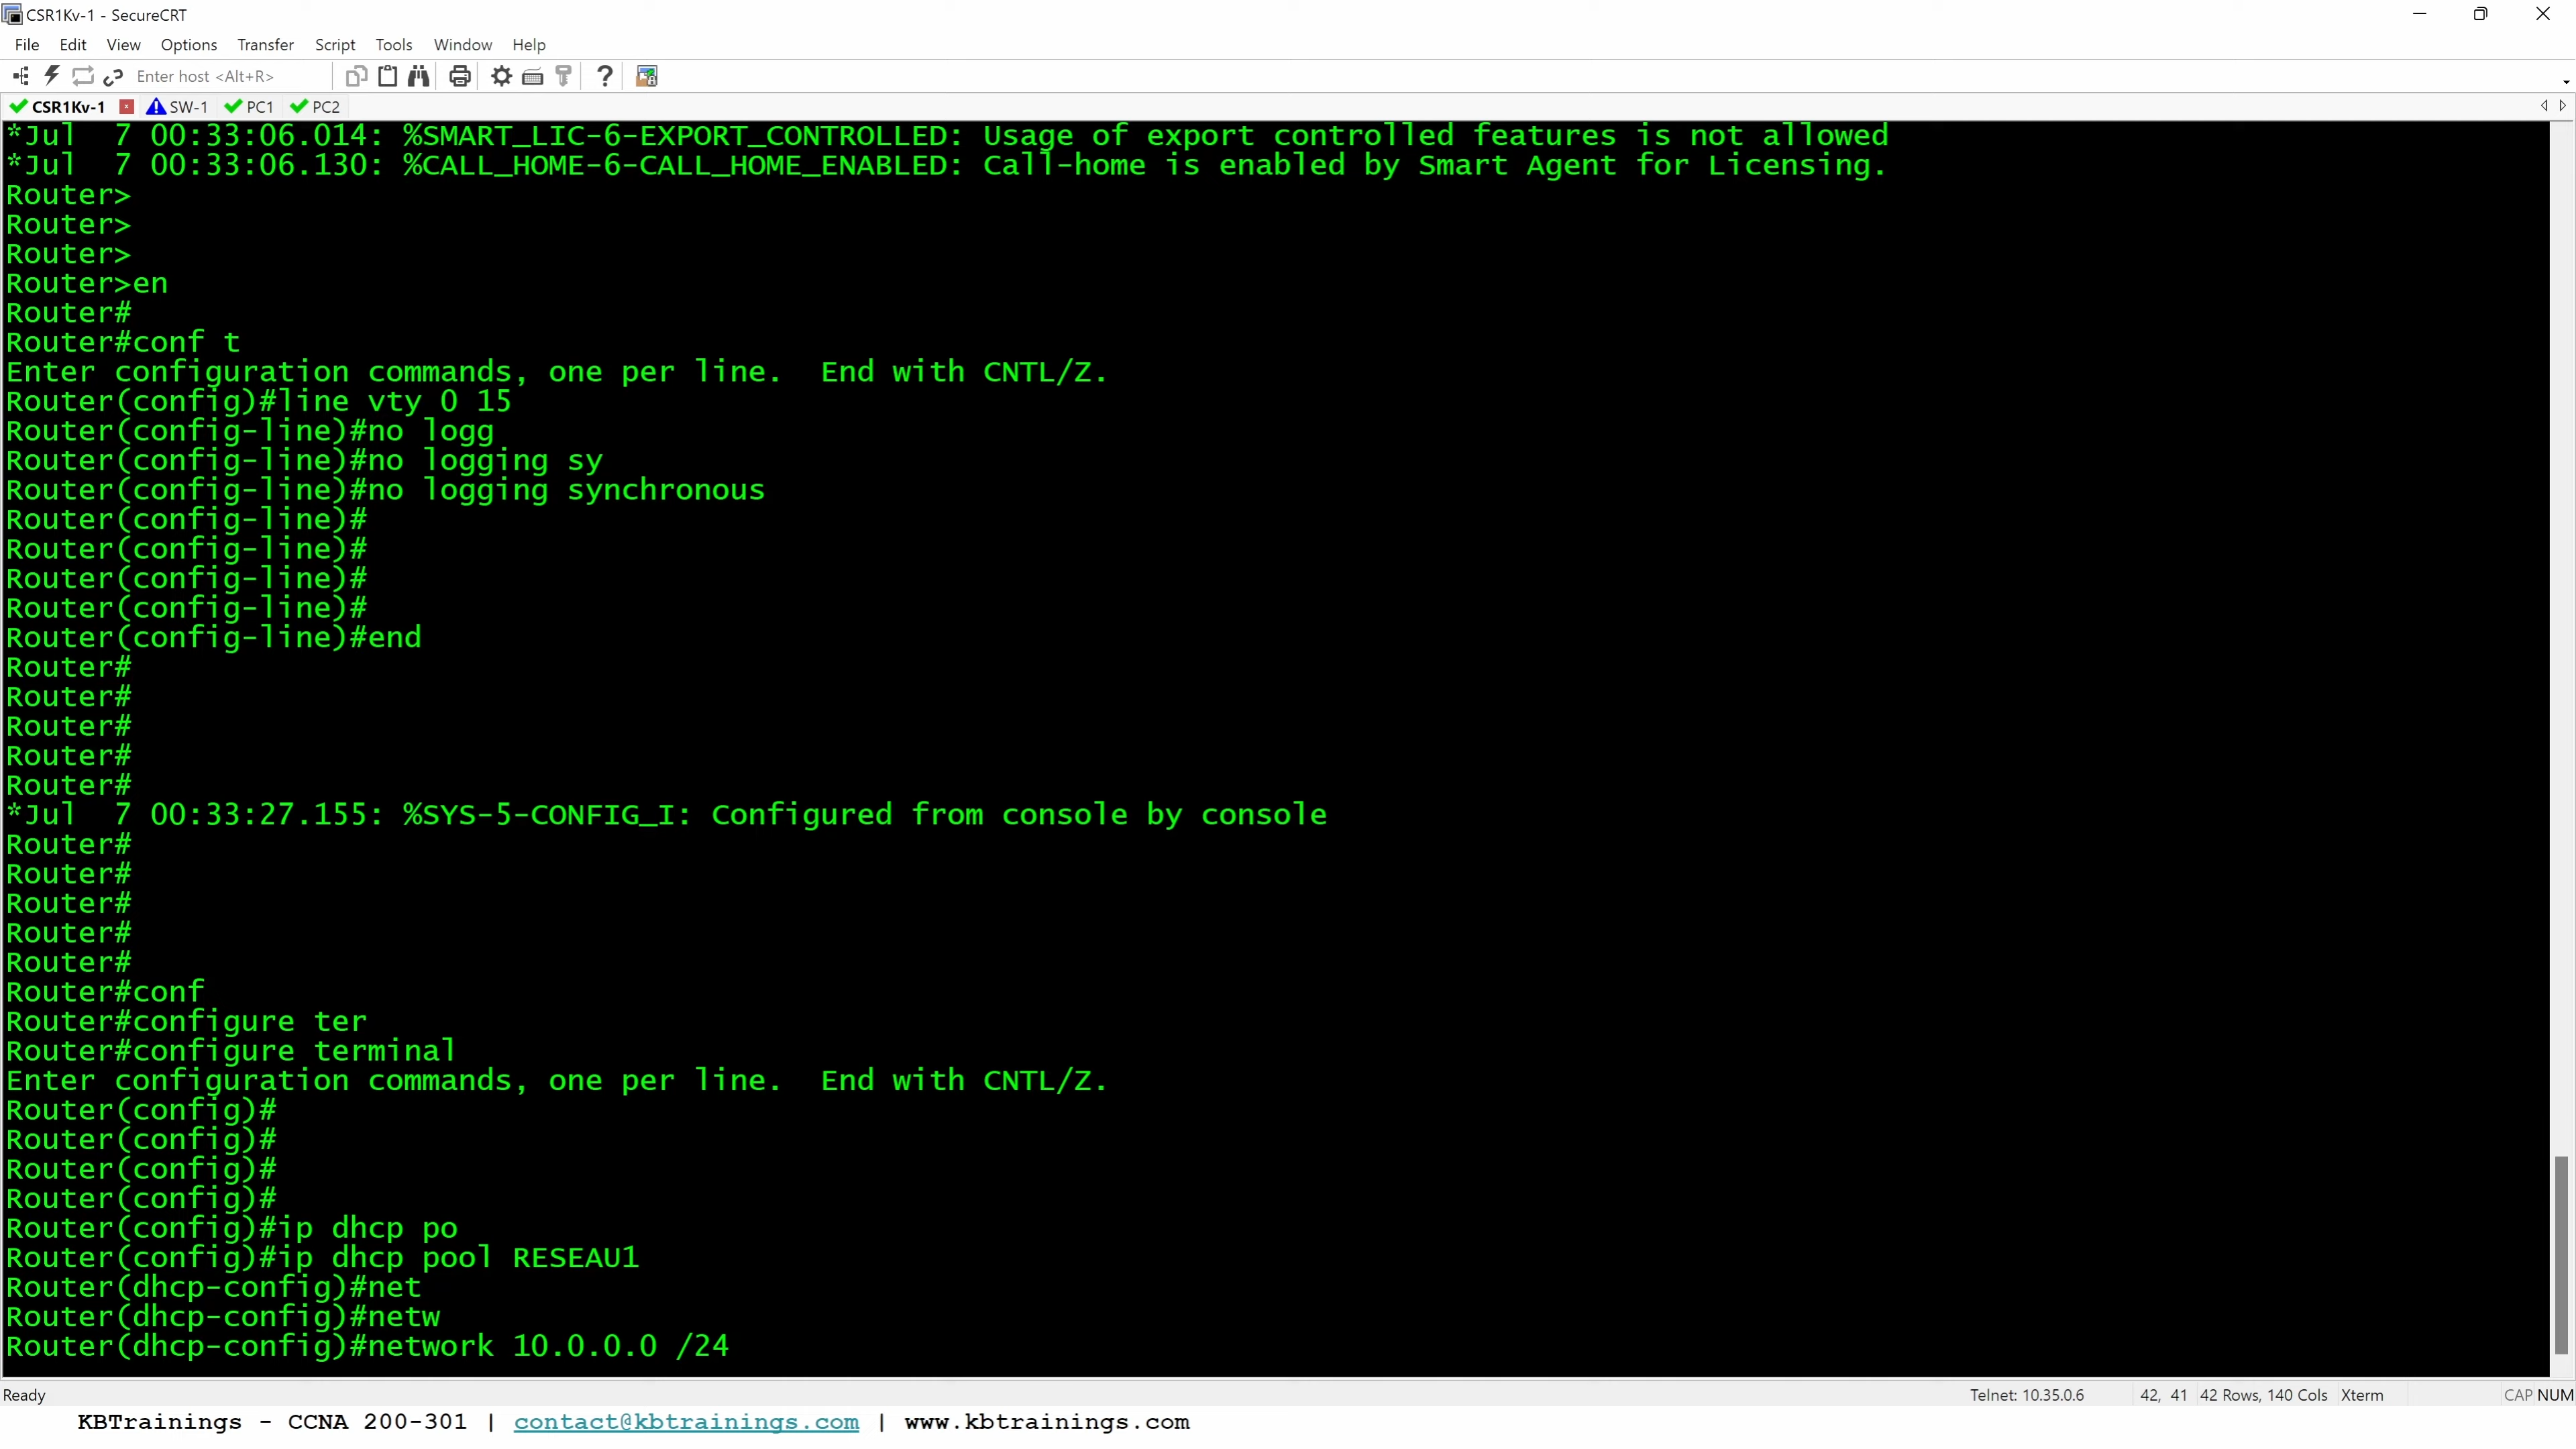 CSR1Kv-1 - SecureCRT
File Edit View Options Transfer Script Tools Window Help
Enter host <Alt+R>
CSR1Kv-1 SW-1 PC1 PC2
*Jul  7 00:33:06.014: %SMART_LIC-6-EXPORT_CONTROLLED: Usage of export controlled features is not allowed
*Jul  7 00:33:06.130: %CALL_HOME-6-CALL_HOME_ENABLED: Call-home is enabled by Smart Agent for Licensing.
Router>
Router>
Router>
Router>en
Router#
Router#conf t
Enter configuration commands, one per line.  End with CNTL/Z.
Router(config)#line vty 0 15
Router(config-line)#no logg
Router(config-line)#no logging sy
Router(config-line)#no logging synchronous
Router(config-line)#
Router(config-line)#
Router(config-line)#
Router(config-line)#
Router(config-line)#end
Router#
Router#
Router#
Router#
Router#
*Jul  7 00:33:27.155: %SYS-5-CONFIG_I: Configured from console by console
Router#
Router#
Router#
Router#
Router#
Router#conf
Router#configure ter
Router#configure terminal
Enter configuration commands, one per line.  End with CNTL/Z.
Router(config)#
Router(config)#
Router(config)#
Router(config)#
Router(config)#ip dhcp po
Router(config)#ip dhcp pool RESEAU1
Router(dhcp-config)#net
Router(dhcp-config)#netw
Router(dhcp-config)#network 10.0.0.0 /24
Ready Telnet: 10.35.0.6 42, 41 42 Rows, 140 Cols Xterm CAP NUM
KBTrainings - CCNA 200-301 | contact@kbtrainings.com | www.kbtrainings.com